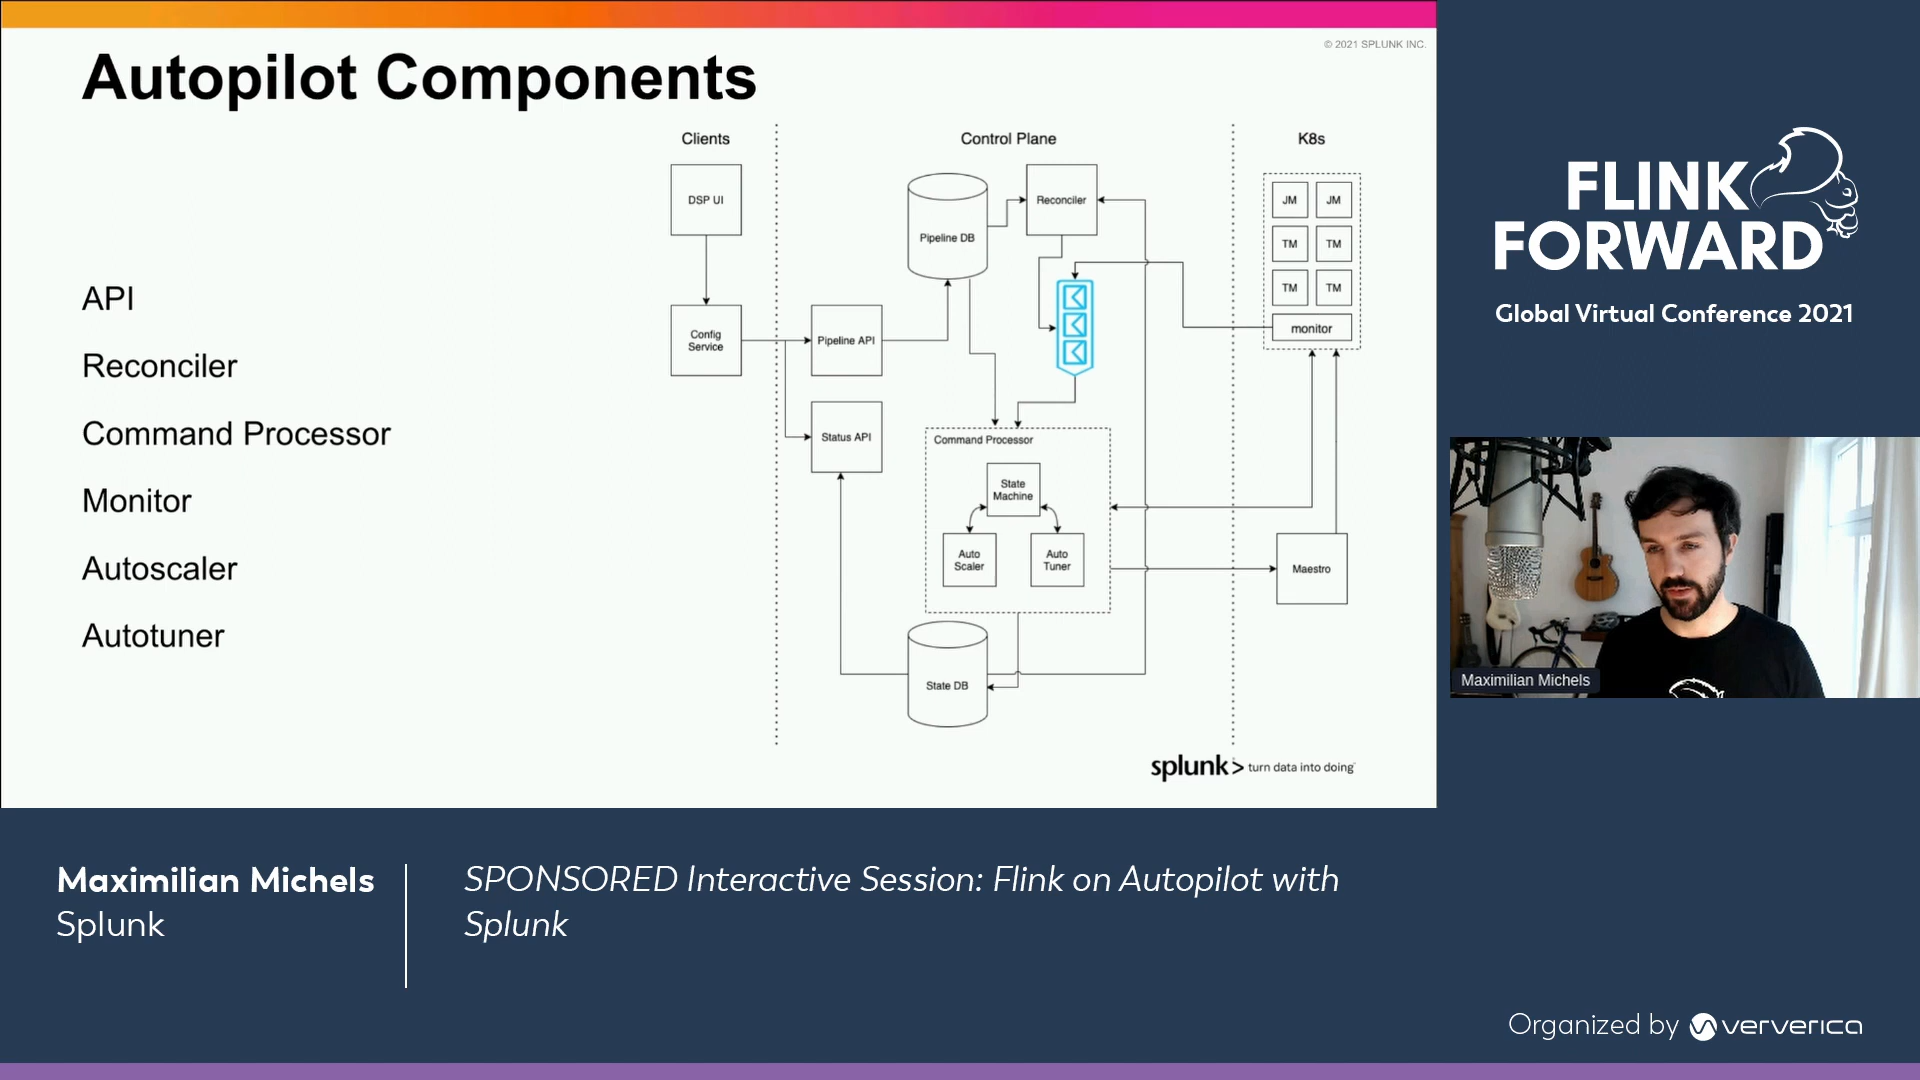 © 2021 SPLUNK INC.
Autopilot Components
API
Reconciler
Command Processor
Monitor
Autoscaler
Autotuner
Clients
Control Plane
K8s
DSP UI
Config
Service
Pipeline API
Status API
Pipeline DB
Reconciler
Command Processor
State
Machine
Auto
Scaler
Auto
Tuner
State DB
JM
JM
TM
TM
TM
TM
monitor
Maestro
splunk> turn data into doing
FLINK
FORWARD
Global Virtual Conference 2021
Maximilian Michels
Maximilian Michels
Splunk
SPONSORED Interactive Session: Flink on Autopilot with
Splunk
Organized by ververica